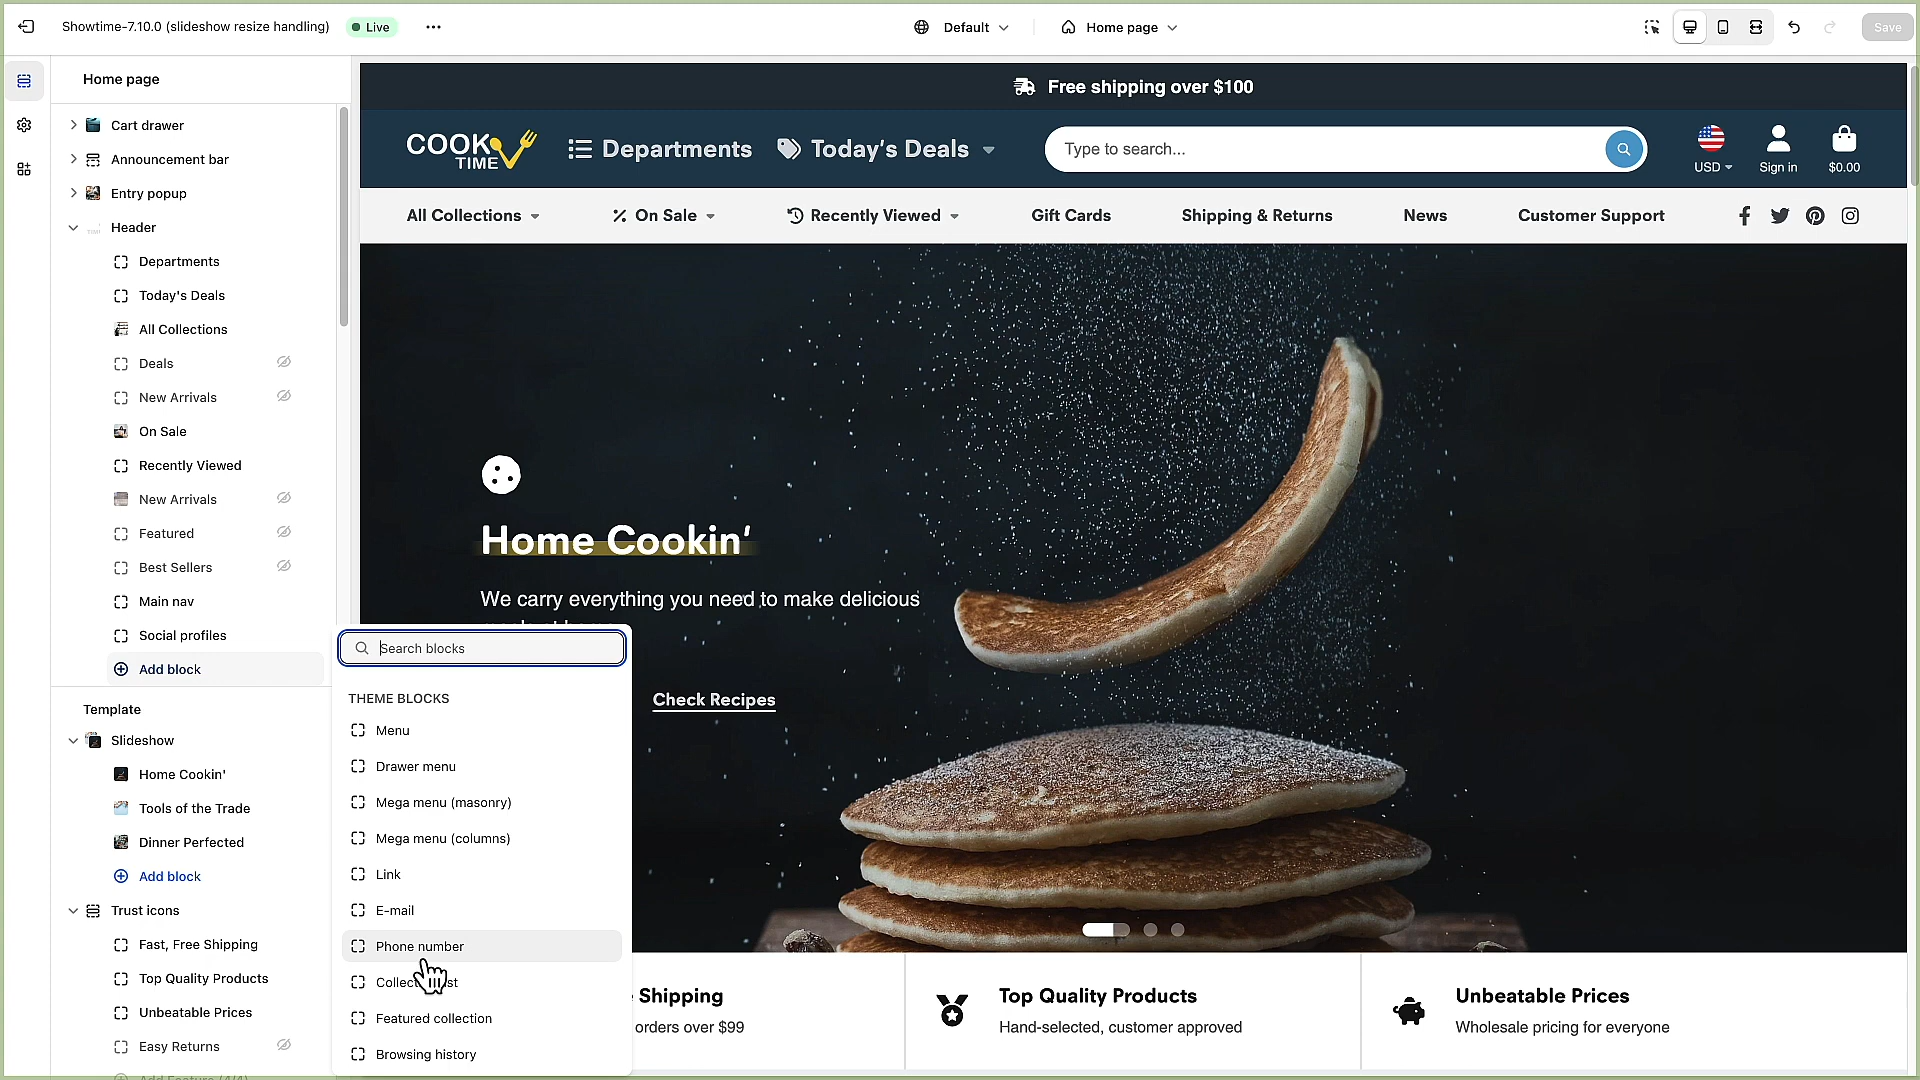 Showtime-7.10.0 (slideshow resize handling)
Live
Default
Home page
Save
Home page
Cart drawer
Announcement bar
Entry popup
Header
Departments
Today's Deals
All Collections
Deals
New Arrivals
On Sale
Recently Viewed
New Arrivals
Featured
Best Sellers
Main nav
Social profiles
Add block
Template
Slideshow
Home Cookin'
Tools of the Trade
Dinner Perfected
Add block
Trust icons
Fast, Free Shipping
Top Quality Products
Unbeatable Prices
Easy Returns
Search blocks
THEME BLOCKS
Menu
Drawer menu
Mega menu (masonry)
Mega menu (columns)
Link
E-mail
Phone number
Featured collection
Browsing history
Free shipping over $100
COOK
TIME
Departments
Today's Deals
Type to search...
USD
Sign in
$0.00
All Collections
On Sale
Recently Viewed
Gift Cards
Shipping & Returns
News
Customer Support
Home Cookin'
We carry everything you need to make delicious
Check Recipes
Shipping
orders over $99
Top Quality Products
Hand-selected, customer approved
Unbeatable Prices
Wholesale pricing for everyone